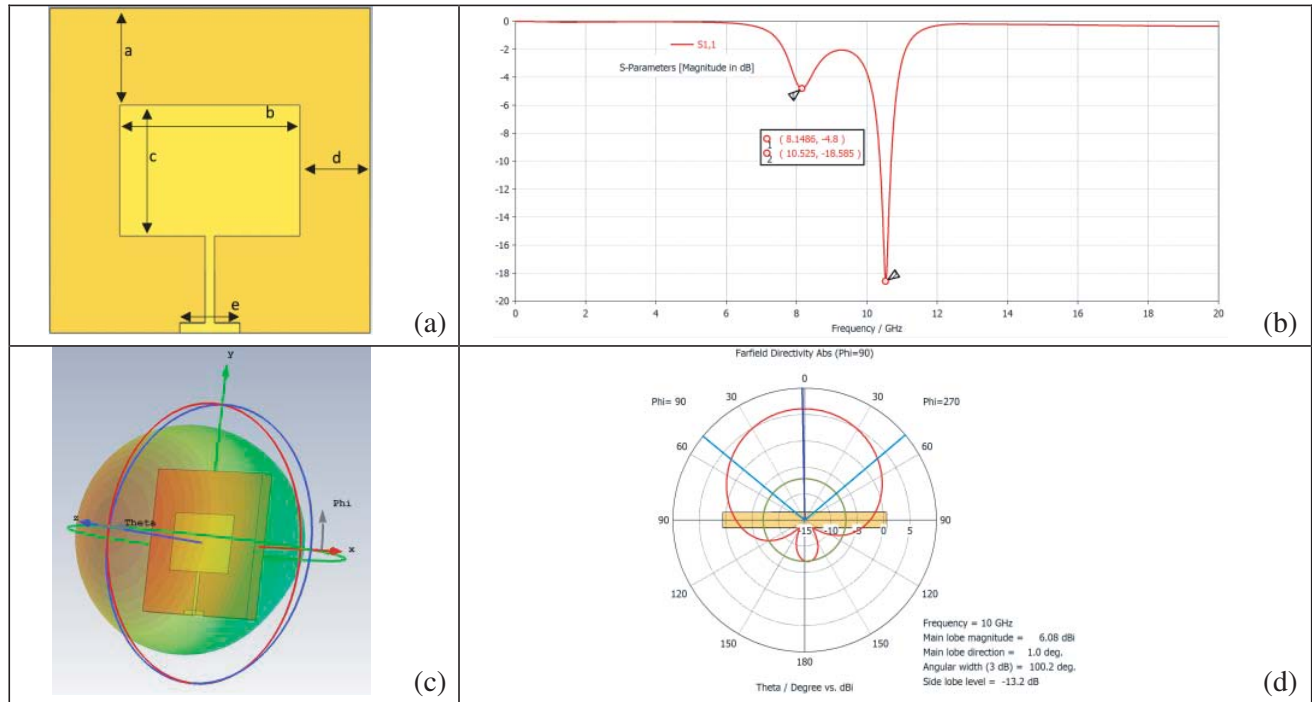 a
b
c
d
e
(a)
0
-2
-4
-6
-8
-10
-12
-14
-16
-18
-20
S1,1
S-Parameters [Magnitude in dB]
1 ( 8.1486, -4.8 )
2 ( 10.525, -18.585 )
0 2 4 6 8 10 12 14 16 18 20
Frequency / GHz
(b)
y
z
Theta
Phi
x
(c)
Farfield Directivity Abs (Phi=90)
0
30 30
Phi= 90 Phi=270
60 60
90 -15 -10 -5 0 5 90
120 120
150 150
180
Theta / Degree vs. dBi
Frequency = 10 GHz
Main lobe magnitude = 6.08 dBi
Main lobe direction = 1.0 deg.
Angular width (3 dB) = 100.2 deg.
Side lobe level = -13.2 dB
(d)